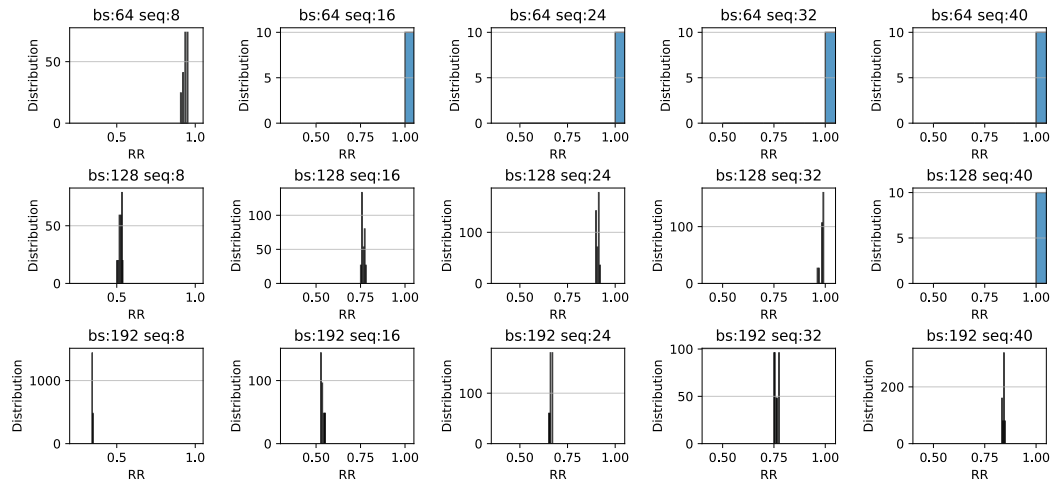 bs:64 seq:8
bs:64 seq:16
bs:64 seq:24
bs:64 seq:32
bs:64 seq:40
Distribution
50
0
0.5
1.0
RR
Distribution
10
5
0
0.50
0.75
1.00
RR
Distribution
10
5
0
0.50
0.75
1.00
RR
Distribution
10
5
0
0.50
0.75
1.00
RR
Distribution
10
5
0
0.5
1.0
RR
bs:128 seq:8
bs:128 seq:16
bs:128 seq:24
bs:128 seq:32
bs:128 seq:40
Distribution
50
0
0.5
1.0
RR
Distribution
100
50
0
0.50
0.75
1.00
RR
Distribution
100
0
0.50
0.75
1.00
RR
Distribution
100
0
0.50
0.75
1.00
RR
Distribution
10
5
0
0.5
1.0
RR
bs:192 seq:8
bs:192 seq:16
bs:192 seq:24
bs:192 seq:32
bs:192 seq:40
Distribution
1000
0
0.5
1.0
RR
Distribution
100
0
0.50
0.75
1.00
RR
Distribution
100
0
0.50
0.75
1.00
RR
Distribution
100
50
0
0.50
0.75
1.00
RR
Distribution
200
0
0.5
1.0
RR